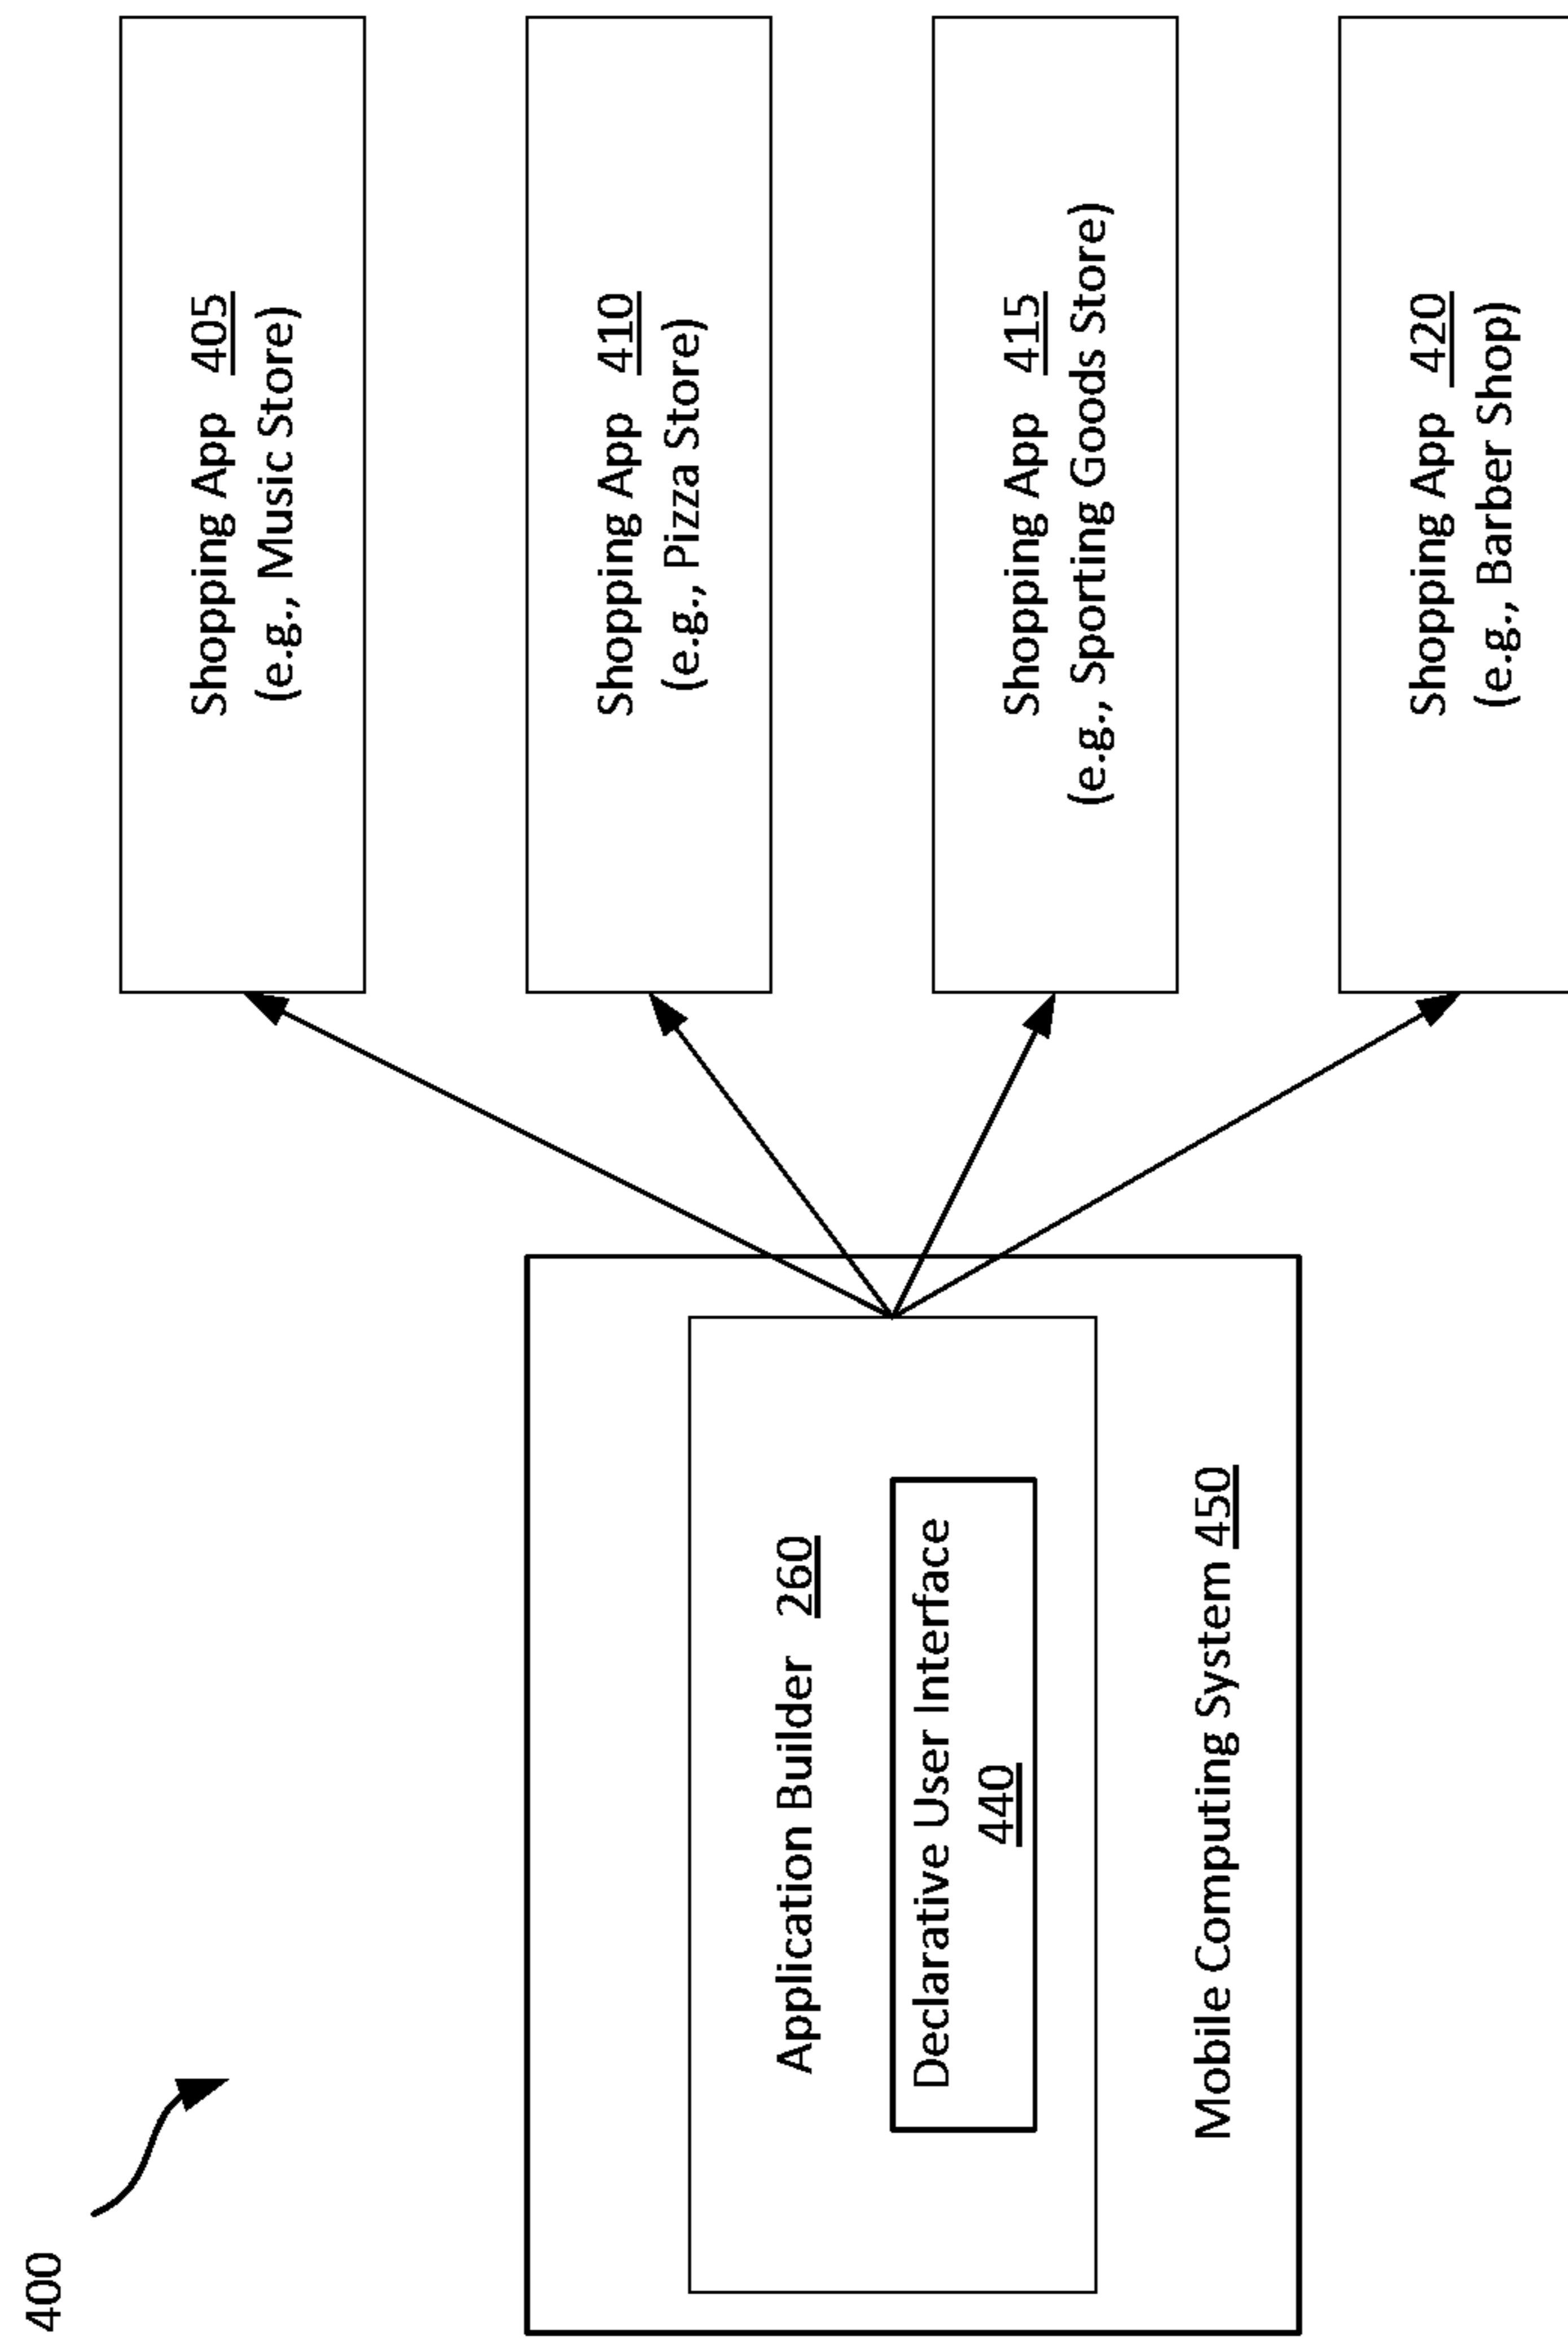 400
Shopping App 405
(e.g., Music Store)
Shopping App 410
(e.g., Pizza Store)
Application Builder 260
Declarative User Interface
440
Mobile Computing System 450
Shopping App 415
(e.g., Sporting Goods Store)
Shopping App 420
(e.g., Barber Shop)